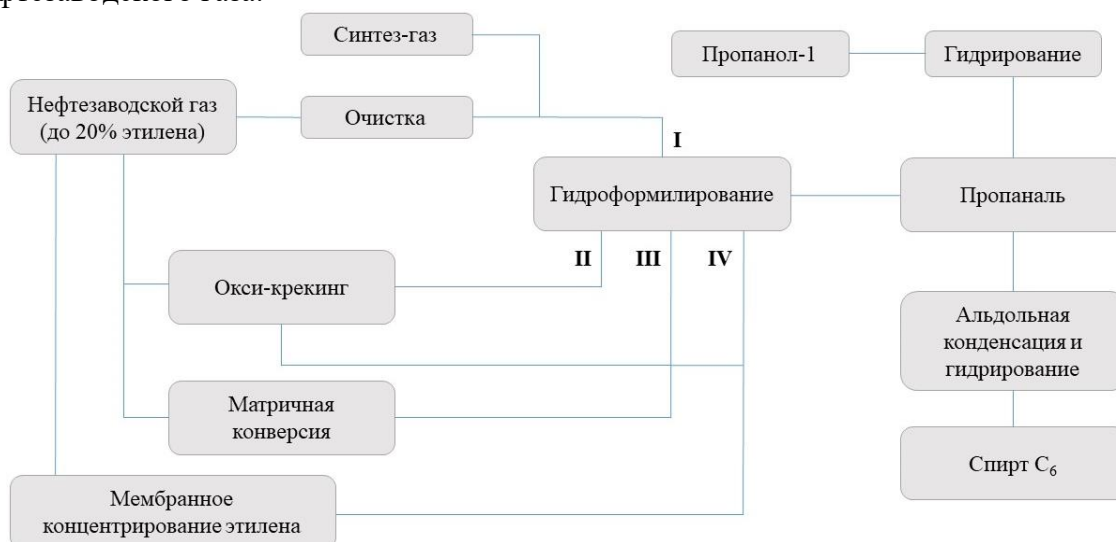 Синтез-газ
Пропанол-1
Гидрирование
Нефтезаводской газ
(до 20% этилена)
Очистка
I
Гидроформилирование
Пропаналь
II
III
IV
Окси-крекинг
Альдольная
конденсация и
гидрирование
Матричная
конверсия
Спирт C₆
Мембранное
концентрирование этилена